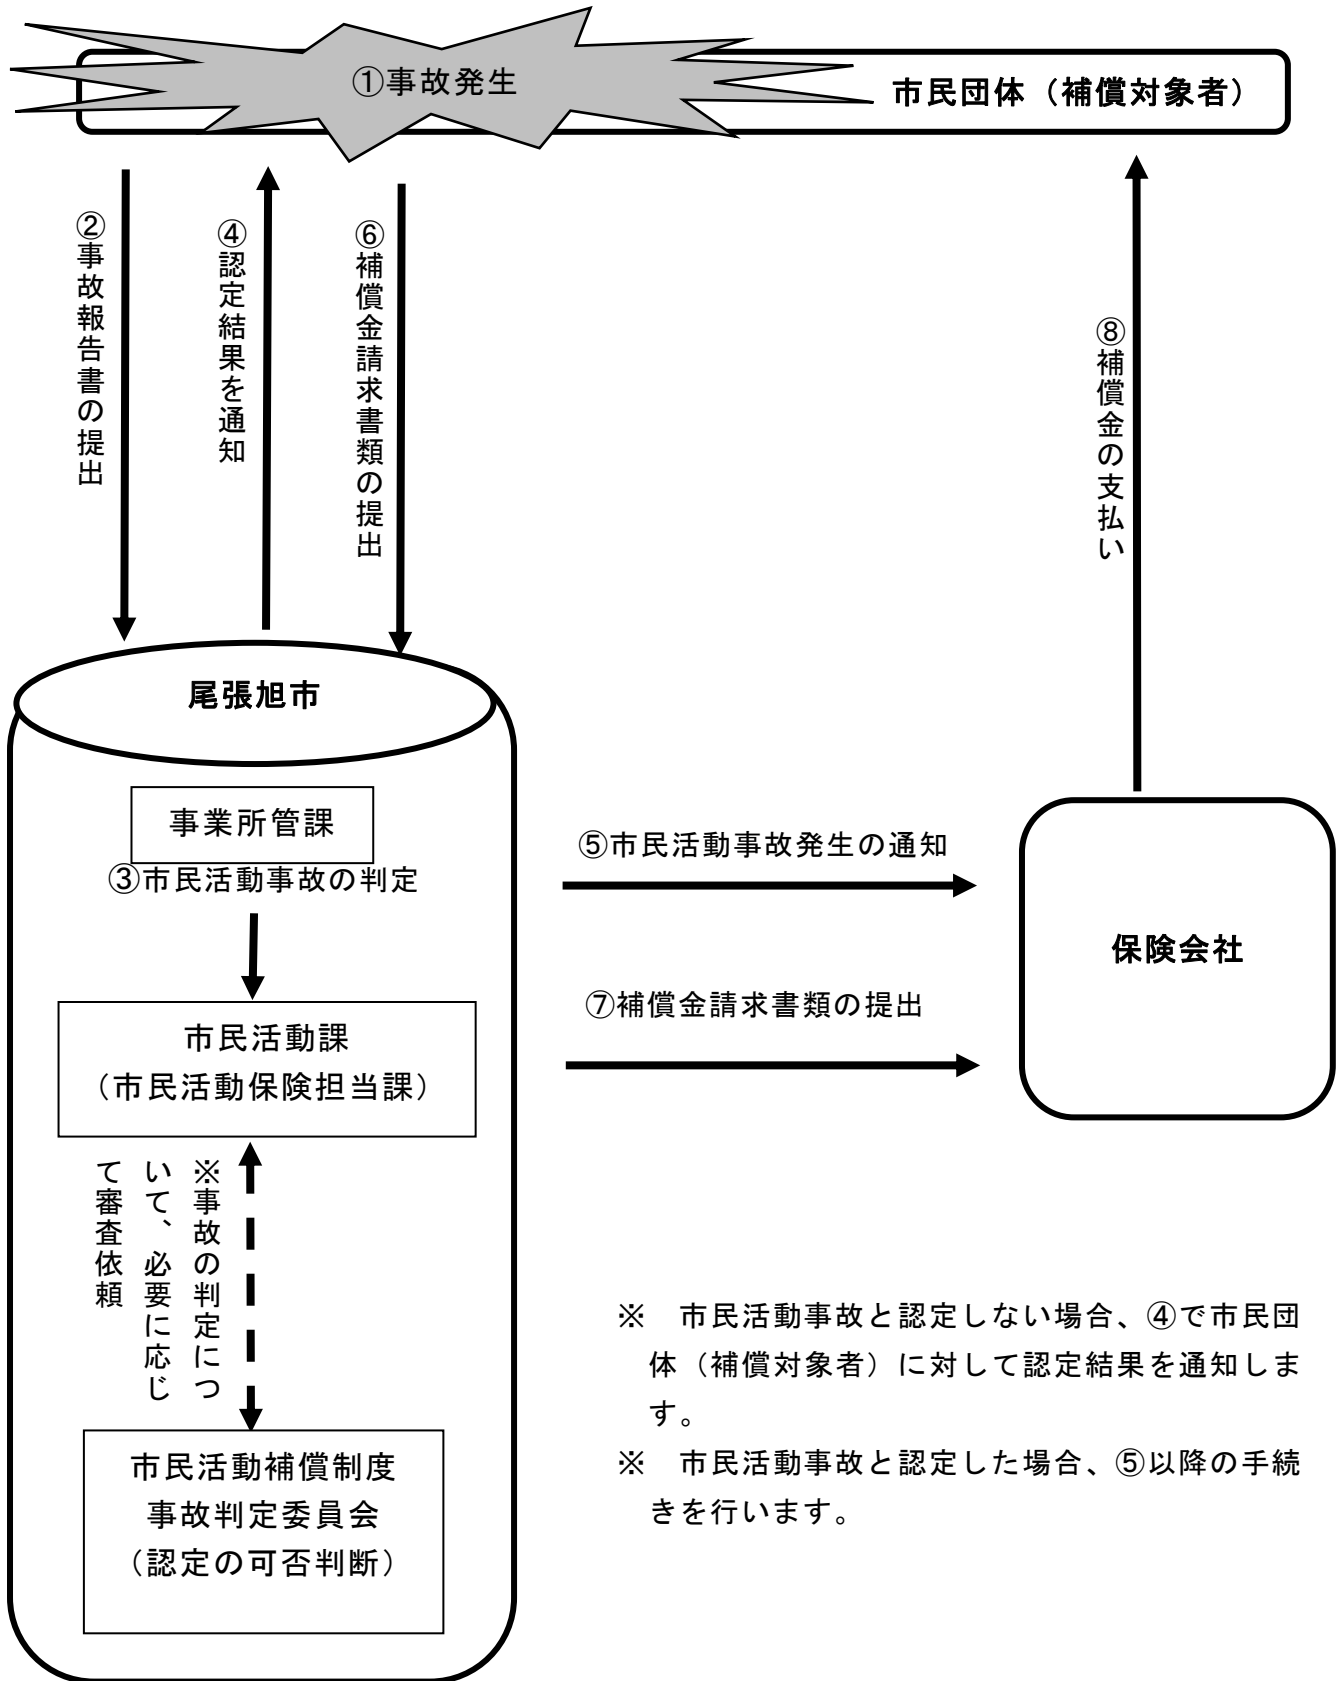 ①事故発生
市民団体（補償対象者）
②事故報告書の提出
④認定結果を通知
⑥補償金請求書類の提出
⑧補償金の支払い
尾張旭市
事業所管課
③市民活動事故の判定
市民活動課
（市民活動保険担当課）
※事故の判定につ
いて、必要に応じ
て審査依頼
市民活動補償制度
事故判定委員会
（認定の可否判断）
⑤市民活動事故発生の通知
⑦補償金請求書類の提出
保険会社
※　市民活動事故と認定しない場合、④で市民団
体（補償対象者）に対して認定結果を通知しま
す。
※　市民活動事故と認定した場合、⑤以降の手続
きを行います。